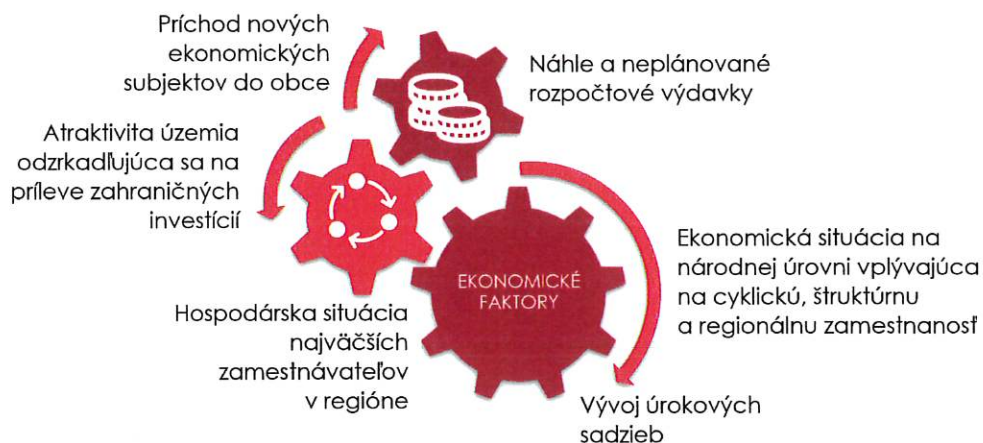 Príchod nových
ekonomických
subjektov do obce
Náhle a neplánované
rozpočtové výdavky
Atraktivita územia
odzrkadľujúca sa na
príleve zahraničných
investícií
EKONOMICKÉ
FAKTORY
Ekonomická situácia na
národnej úrovni vplývajúca
na cyklickú, štruktúrnu
a regionálnu zamestnanosť
Hospodárska situácia
najväčších
zamestnávateľov
v regióne
Vývoj úrokových
sadzieb